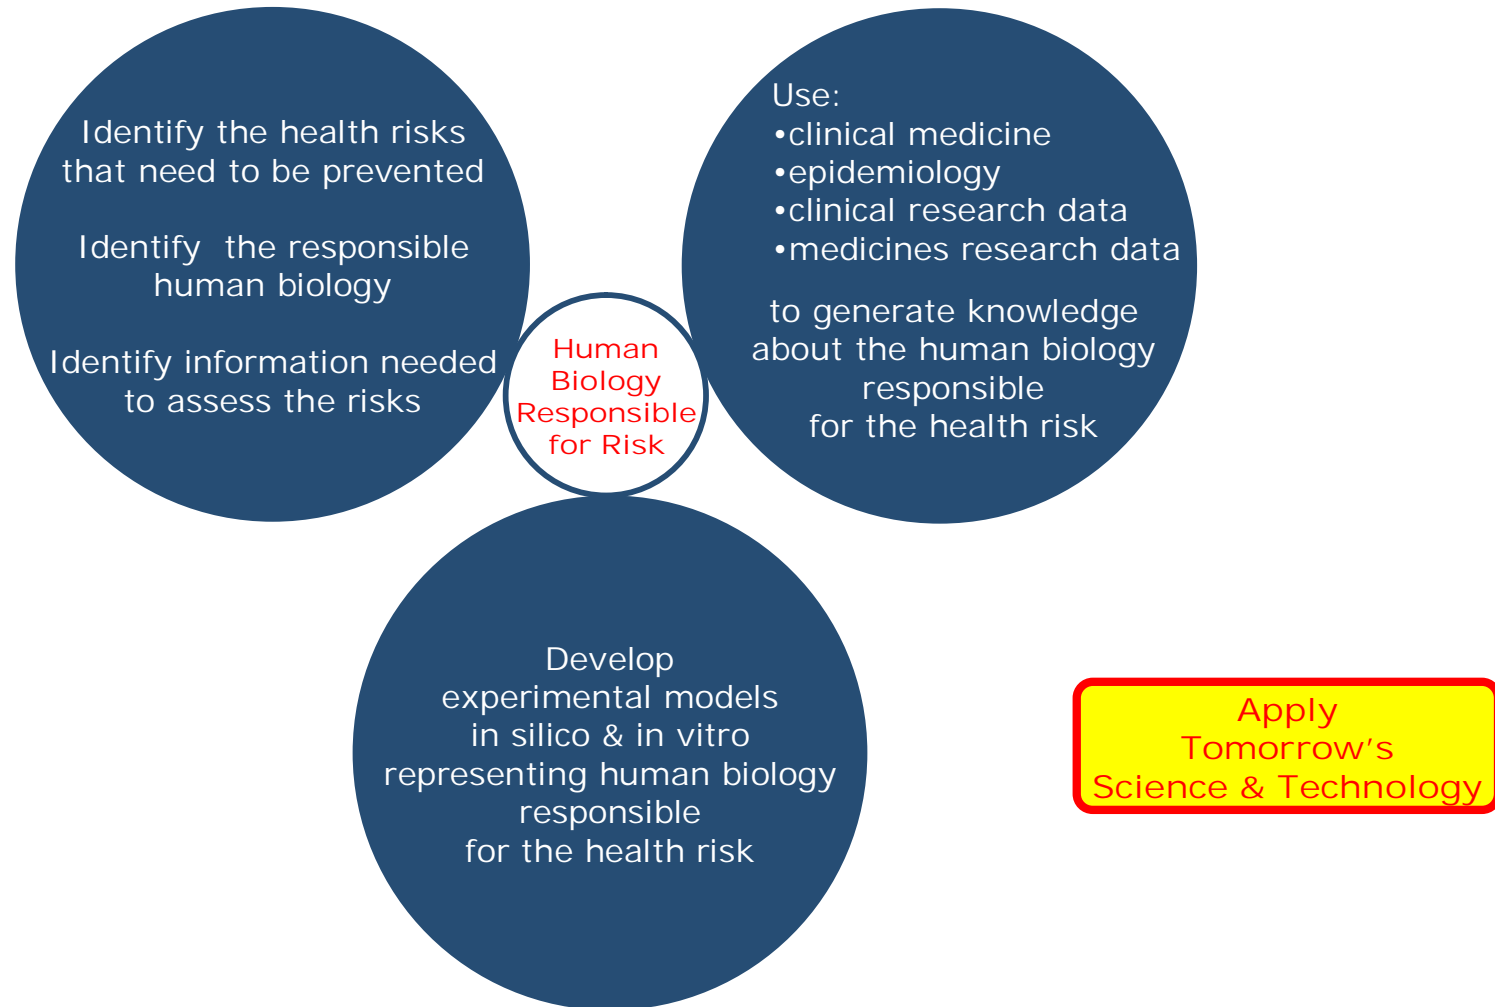 Identify the health risks
that need to be prevented
Identify  the responsible
human biology
Identify information needed
to assess the risks
Use:
•clinical medicine
•epidemiology
•clinical research data
•medicines research data
to generate knowledge
about the human biology
responsible
for the health risk
Human
Biology
Responsible
for Risk
Develop
experimental models
in silico & in vitro
representing human biology
responsible
for the health risk
Apply
Tomorrow's
Science & Technology